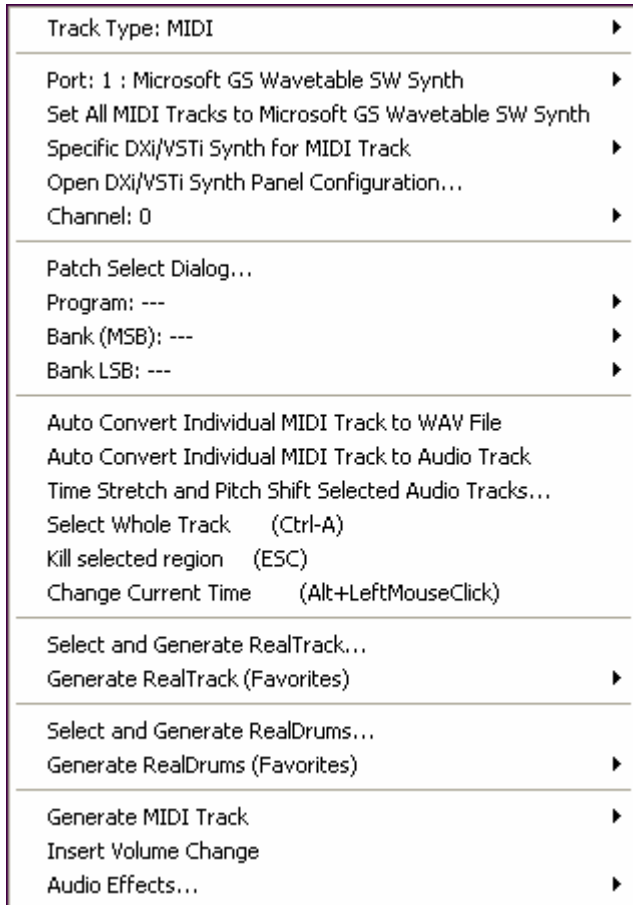 Track Type: MIDI
Port: 1 : Microsoft GS Wavetable SW Synth
Set All MIDI Tracks to Microsoft GS Wavetable SW Synth
Specific DXi/VSTi Synth for MIDI Track
Open DXi/VSTi Synth Panel Configuration...
Channel: 0
Patch Select Dialog...
Program: ---
Bank (MSB): ---
Bank LSB: ---
Auto Convert Individual MIDI Track to WAV File
Auto Convert Individual MIDI Track to Audio Track
Time Stretch and Pitch Shift Selected Audio Tracks...
Select Whole Track (Ctrl-A)
Kill selected region (ESC)
Change Current Time (Alt+LeftMouseClick)
Select and Generate RealTrack...
Generate RealTrack (Favorites)
Select and Generate RealDrums...
Generate RealDrums (Favorites)
Generate MIDI Track
Insert Volume Change
Audio Effects...